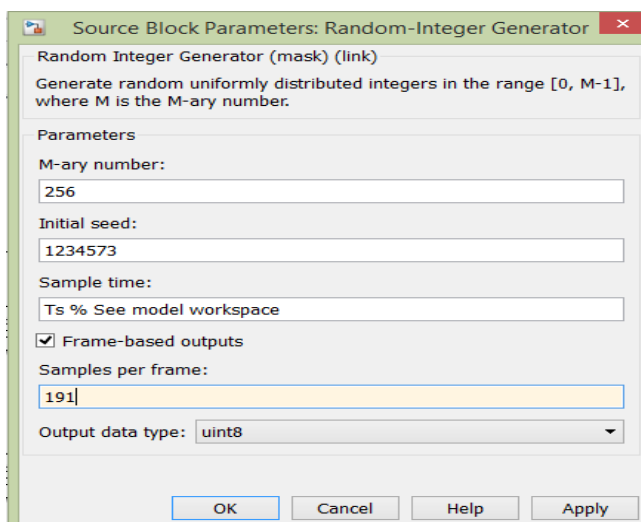 Source Block Parameters: Random-Integer Generator
Random Integer Generator (mask) (link)
Generate random uniformly distributed integers in the range [0, M-1],
where M is the M-ary number.
Parameters
M-ary number:
256
Initial seed:
1234573
Sample time:
Ts % See model workspace
Frame-based outputs
Samples per frame:
191
Output data type: uint8
OK Cancel Help Apply